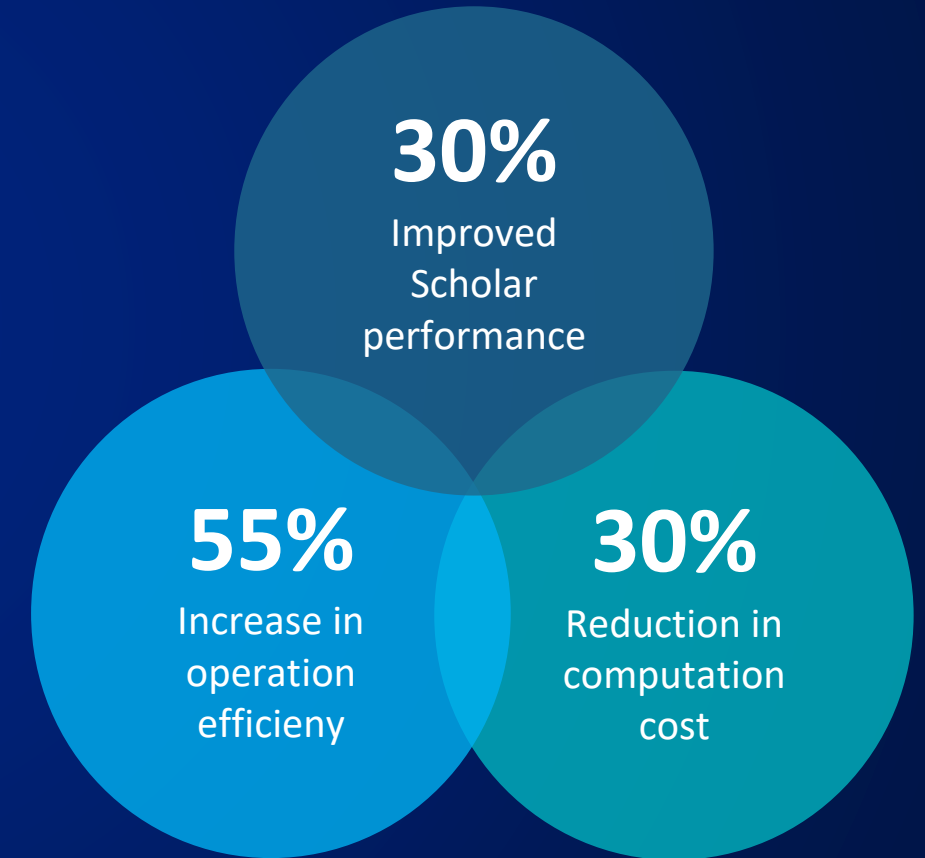 30%
Improved
Scholar
performance
55%
Increase in
operation
efficieny
30%
Reduction in
computation
cost